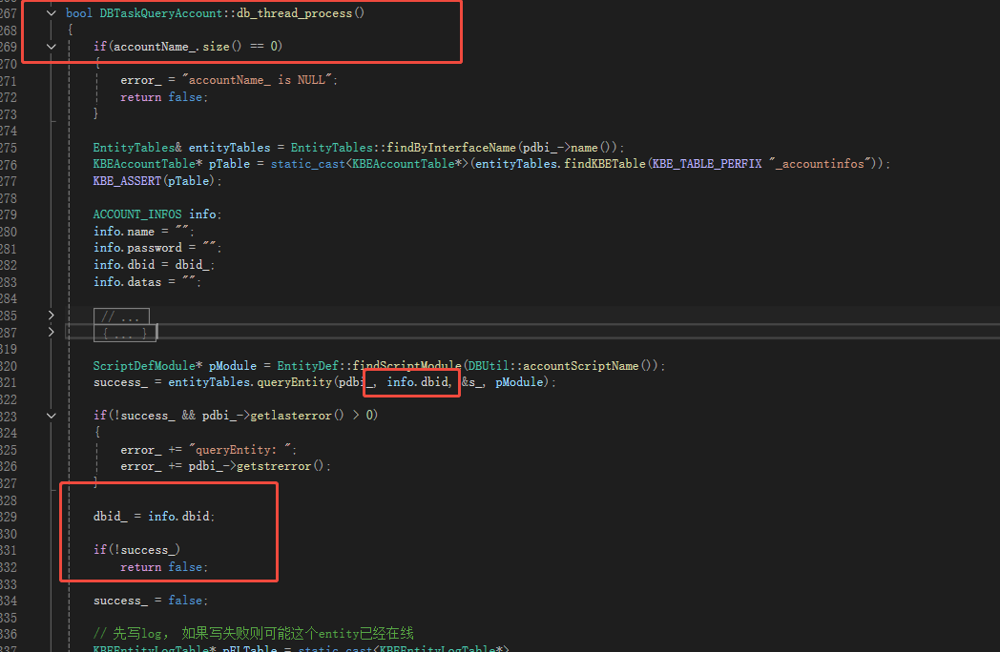 267 bool DBTaskQueryAccount::db_thread_process()
268 {
269 if(accountName_.size() == 0)
270 {
271 error_ = "accountName_ is NULL";
272 return false;
273 }
274
275 EntityTables& entityTables = EntityTables::findByInterfaceName(pdbi_->name());
276 KBEAccountTable* pTable = static_cast<KBEAccountTable*>(entityTables.findKBETable(KBE_TABLE_PERFIX "_accountinfos"));
277 KBE_ASSERT(pTable);
278
279 ACCOUNT_INFOS info;
280 info.name = "";
281 info.password = "";
282 info.dbid = dbid_;
283 info.datas = "";
284
285 // ...
287 { ... }
319
320 ScriptDefModule* pModule = EntityDef::findScriptModule(DBUtil::accountScriptName());
321 success_ = entityTables.queryEntity(pdbi_, info.dbid, &s_, pModule);
322
323 if(!success_ && pdbi_->getlasterror() > 0)
324 {
325 error_ += "queryEntity: ";
326 error_ += pdbi_->getstrerror();
327 }
328
329 dbid_ = info.dbid;
330
331 if(!success_)
332 return false;
333
334 success_ = false;
335
336 // 先写log， 如果写失败则可能这个entity已经在线
337 KBEEntityLogTable* pELTable = static_cast<KBEEntityLogTable*>